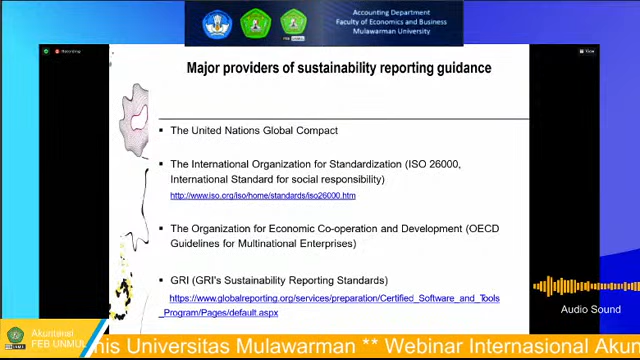 Accounting Department
Faculty of Economics and Business
Mulawarman University
Recording
View
Major providers of sustainability reporting guidance
▪ The United Nations Global Compact
▪ The International Organization for Standardization (ISO 26000,
International Standard for social responsibility)
http://www.iso.org/iso/home/standards/iso26000.htm
▪ The Organization for Economic Co-operation and Development (OECD
Guidelines for Multinational Enterprises)
▪ GRI (GRI's Sustainability Reporting Standards)
https://www.globalreporting.org/services/preparation/Certified_Software_and_Tools
_Program/Pages/default.aspx
Audio Sound
Akuntansi
FEB UNMUL
nis Universitas Mulawarman ** Webinar Internasional Akun